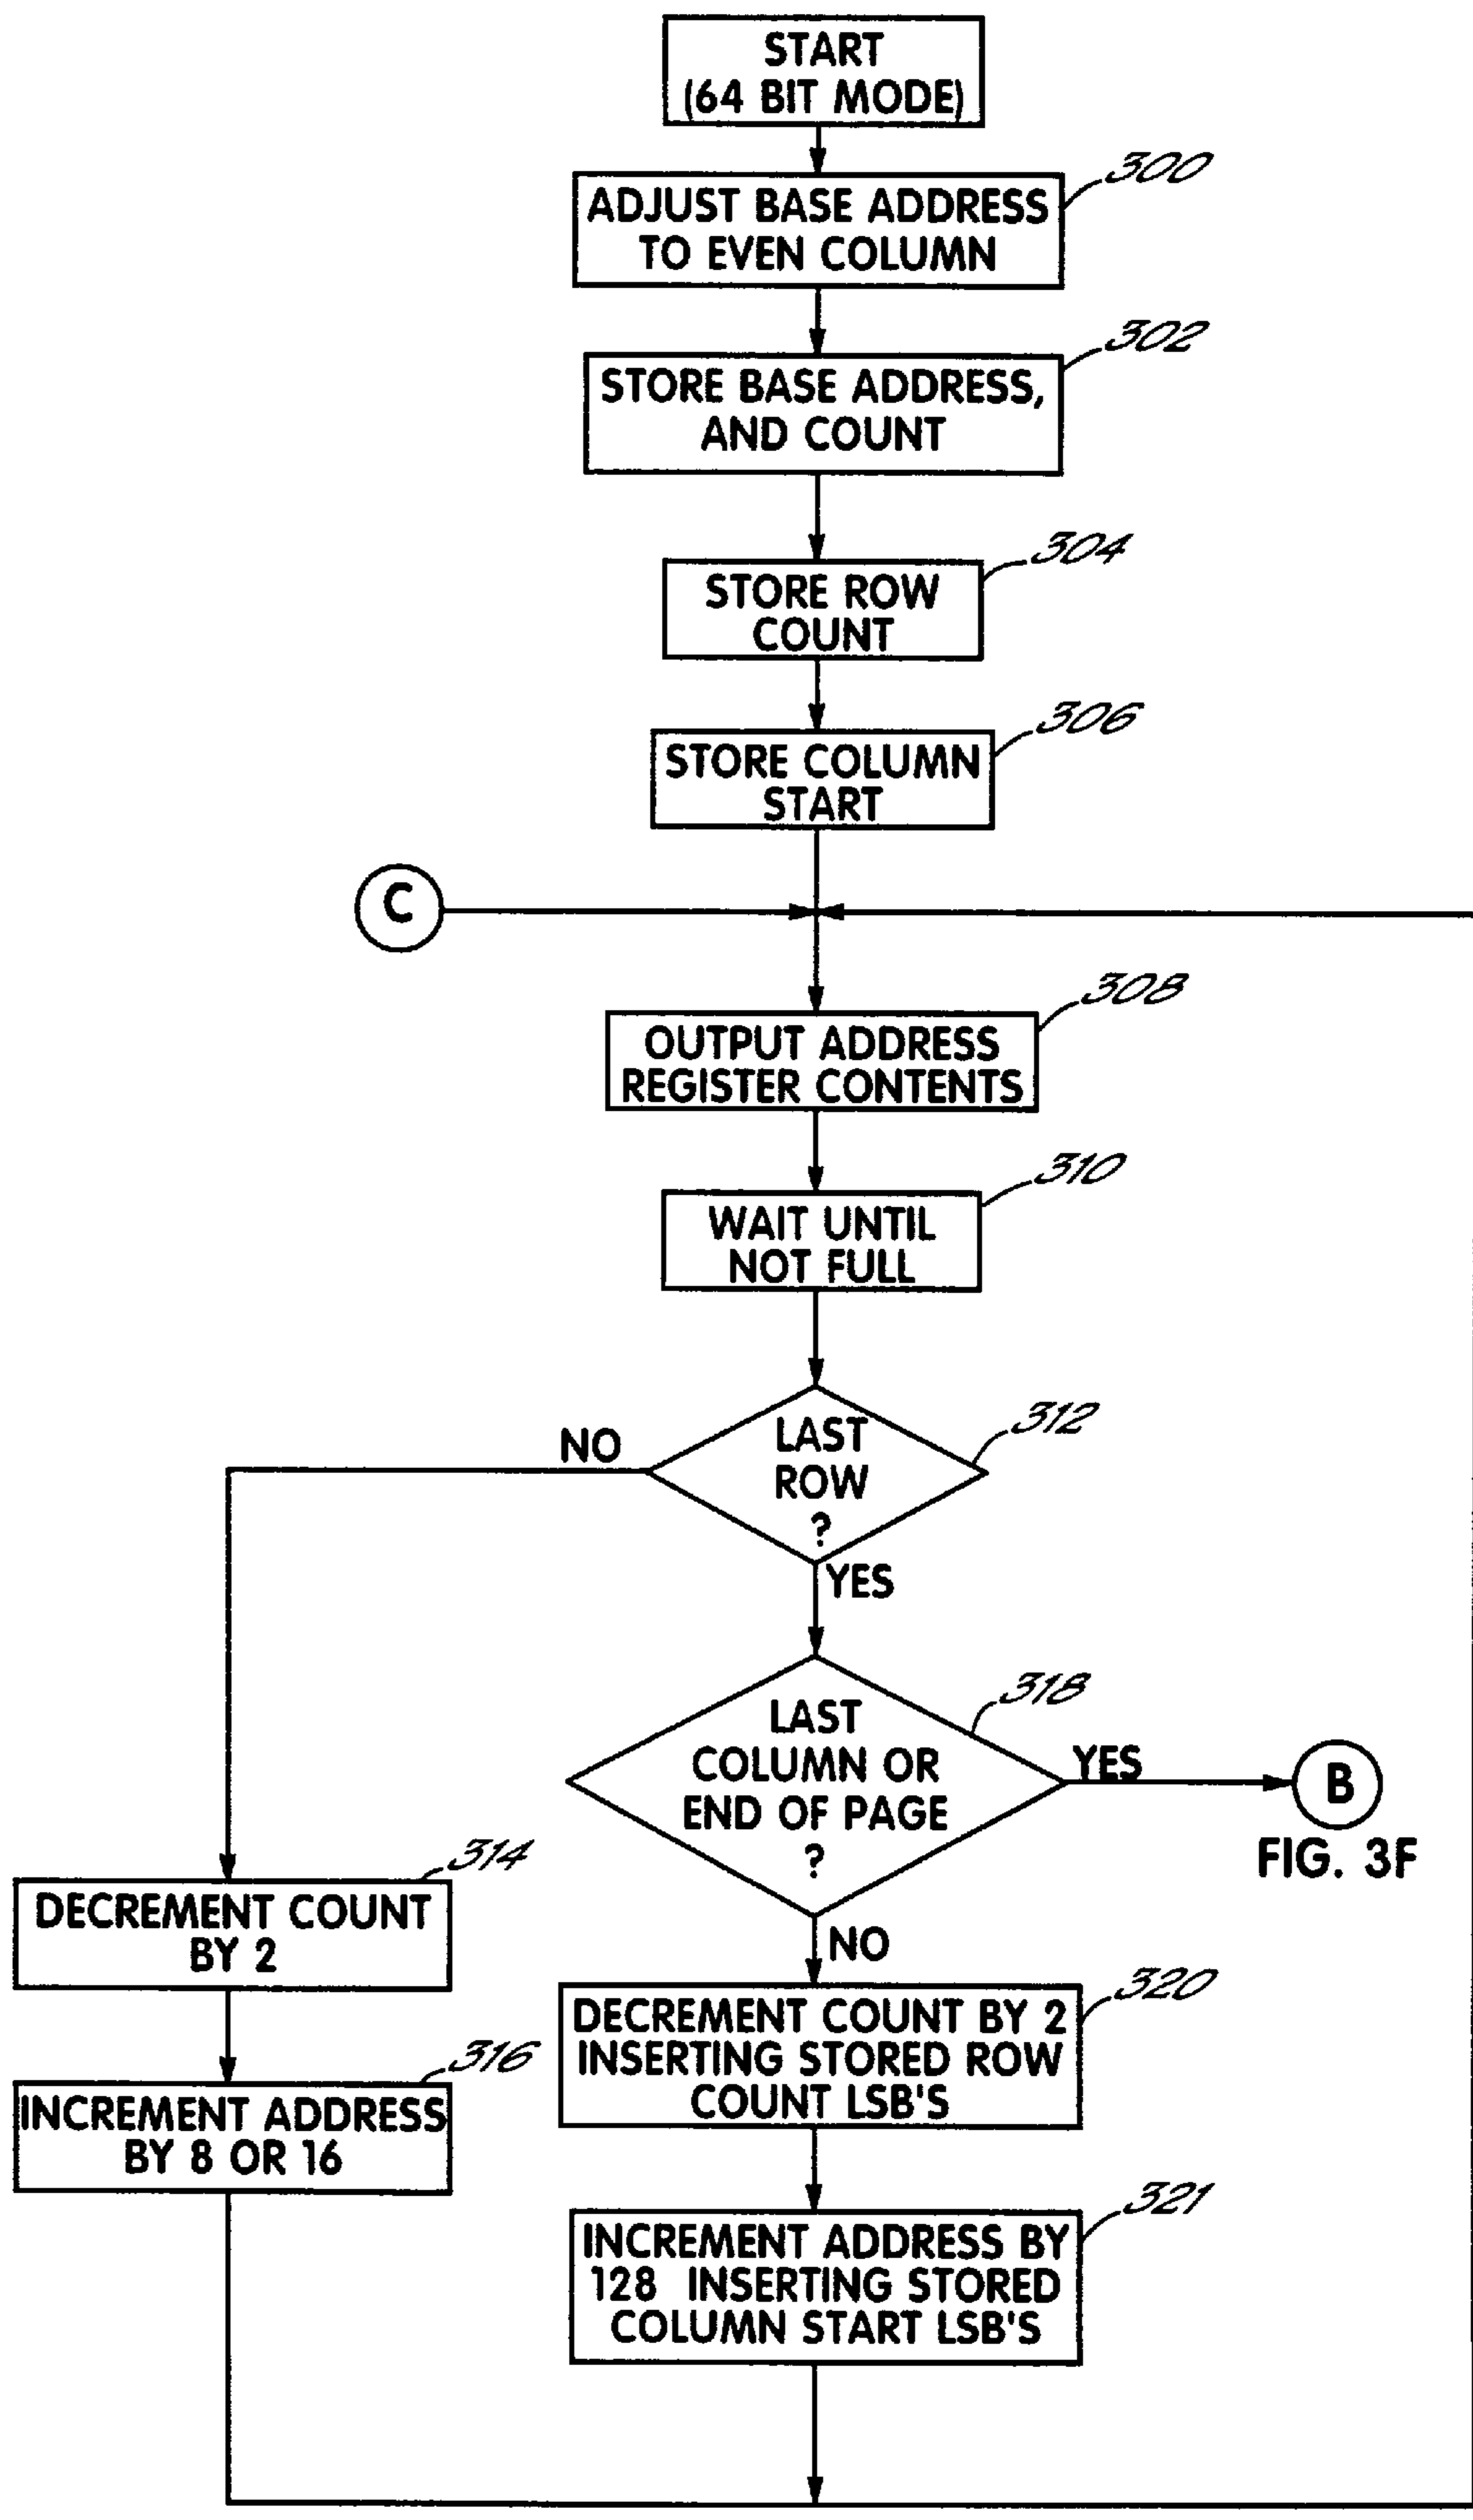 START
(64 BIT MODE)
300
ADJUST BASE ADDRESS
TO EVEN COLUMN
302
STORE BASE ADDRESS,
AND COUNT
304
STORE ROW
COUNT
306
STORE COLUMN
START
C
308
OUTPUT ADDRESS
REGISTER CONTENTS
310
WAIT UNTIL
NOT FULL
312
NO
LAST
ROW
?
YES
318
LAST
COLUMN OR
END OF PAGE
?
YES
B
FIG. 3F
314
DECREMENT COUNT
BY 2
NO
320
DECREMENT COUNT BY 2
INSERTING STORED ROW
COUNT LSB'S
316
INCREMENT ADDRESS
BY 8 OR 16
321
INCREMENT ADDRESS BY
128 INSERTING STORED
COLUMN START LSB'S